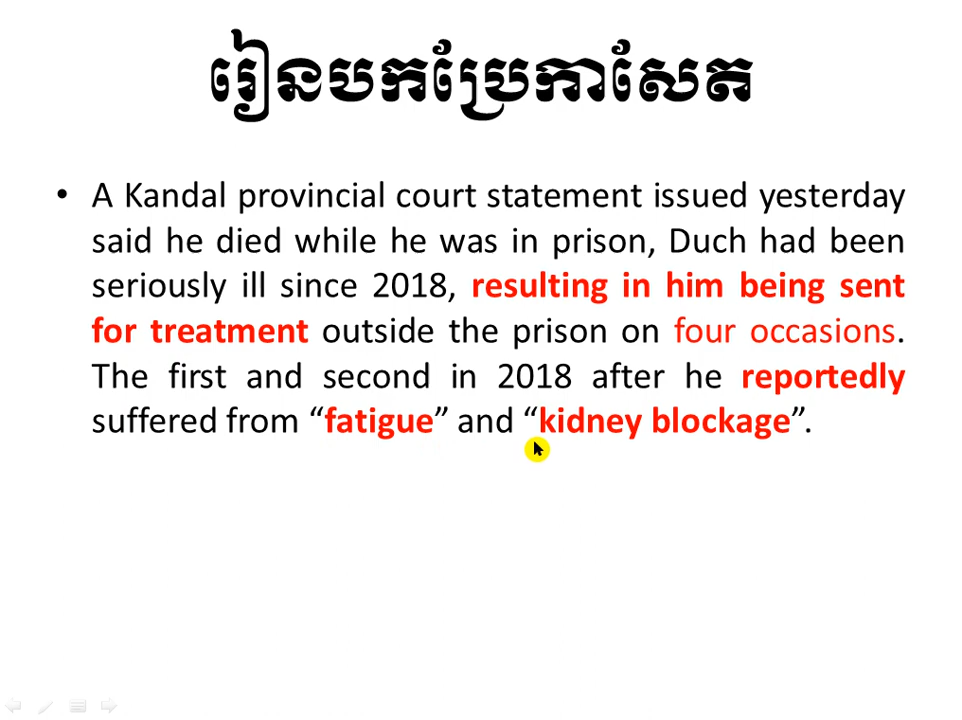 រៀនបកប្រែកាសែត
• A Kandal provincial court statement issued yesterday
said he died while he was in prison, Duch had been
seriously ill since 2018, resulting in him being sent
for treatment outside the prison on four occasions.
The first and second in 2018 after he reportedly
suffered from “fatigue” and “kidney blockage”.